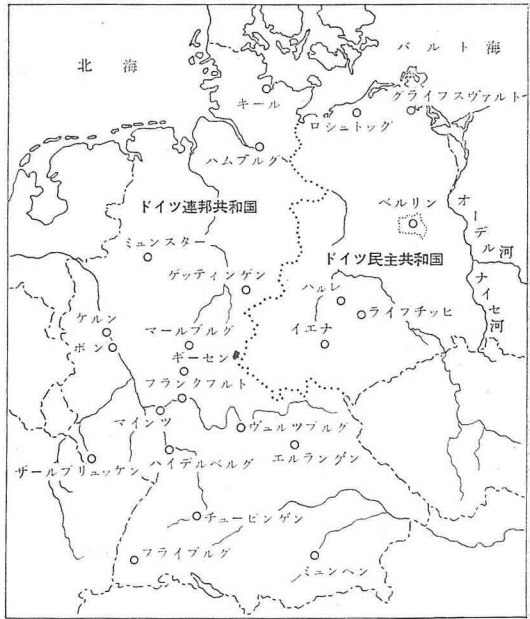 北海
バルト海
キール
グライフスヴァルト
ロシュトック
ハムブルグ
ドイツ連邦共和国
ベルリン
オーデル河
ミュンスター
ドイツ民主共和国
ゲッティンゲン
ナイセ河
ハルレ
ケルン
ライプチッヒ
マールブルグ
イエナ
ボン
ギーセン
フランクフルト
マインツ
ヴュルツブルグ
ザールブリュッケン
ハイデルベルグ
エルランゲン
チュービンゲン
フライブルグ
ミュンヘン